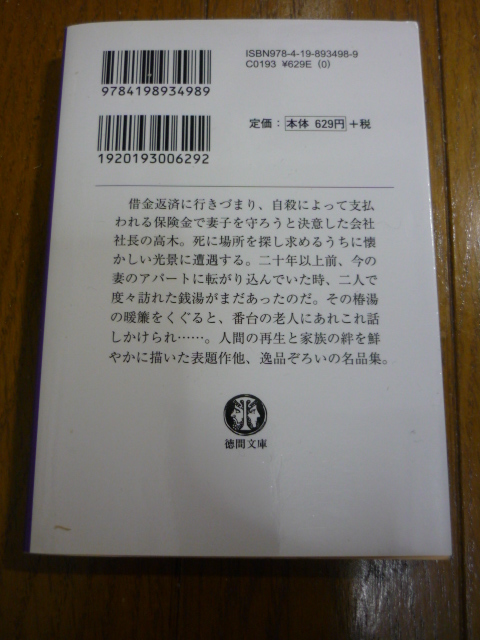 ISBN978-4-19-893498-9
C0193 ¥629E (0)
9784198934989
定価：本体 629円＋税
1920193006292
借金返済に行きづまり、自殺によって支払
われる保険金で妻子を守ろうと決意した会社
社長の高木。死に場所を探し求めるうちに懐
かしい光景に遭遇する。二十年以上前、今の
妻のアパートに転がり込んでいた時、二人で
度々訪れた銭湯がまだあったのだ。その椿湯
の暖簾をくぐると、番台の老人にあれこれ話
しかけられ……。人間の再生と家族の絆を鮮
やかに描いた表題作他、逸品ぞろいの名品集。
徳間文庫